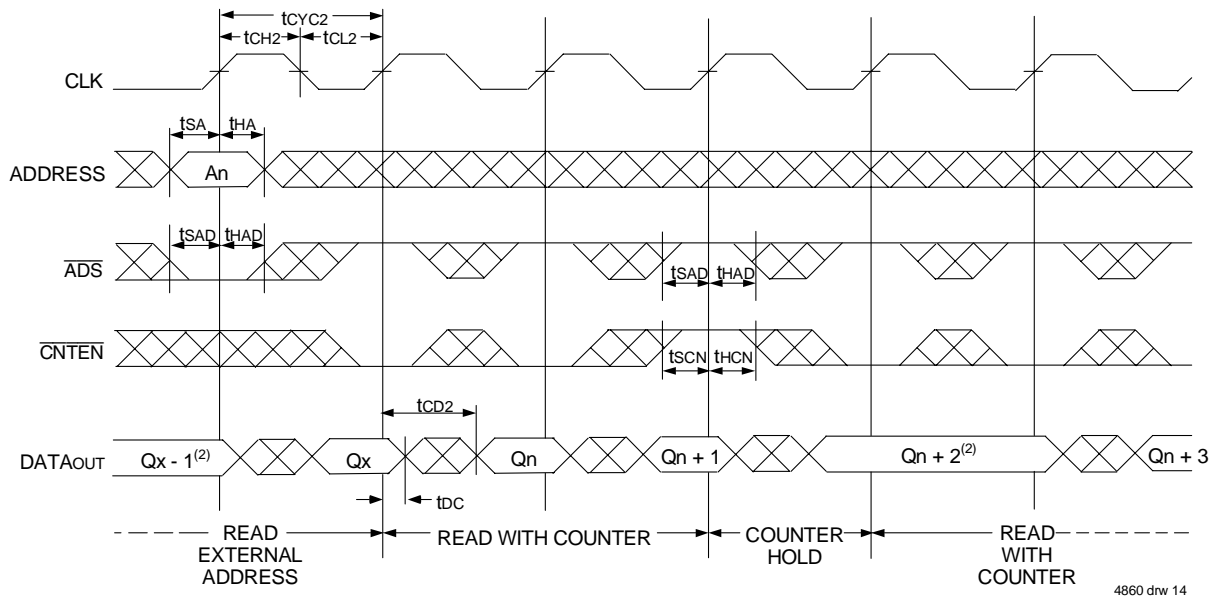 tCYC2
tCH2 tCL2
CLK
tSA tHA
ADDRESS An
tSAD tHAD
ADS tSAD tHAD
CNTEN
tSCN tHCN
tCD2
DATAOUT Qx - 1(2) Qx Qn Qn + 1 Qn + 2(2) Qn + 3
tDC
READ EXTERNAL ADDRESS
READ WITH COUNTER
COUNTER HOLD
READ WITH COUNTER
4860 drw 14